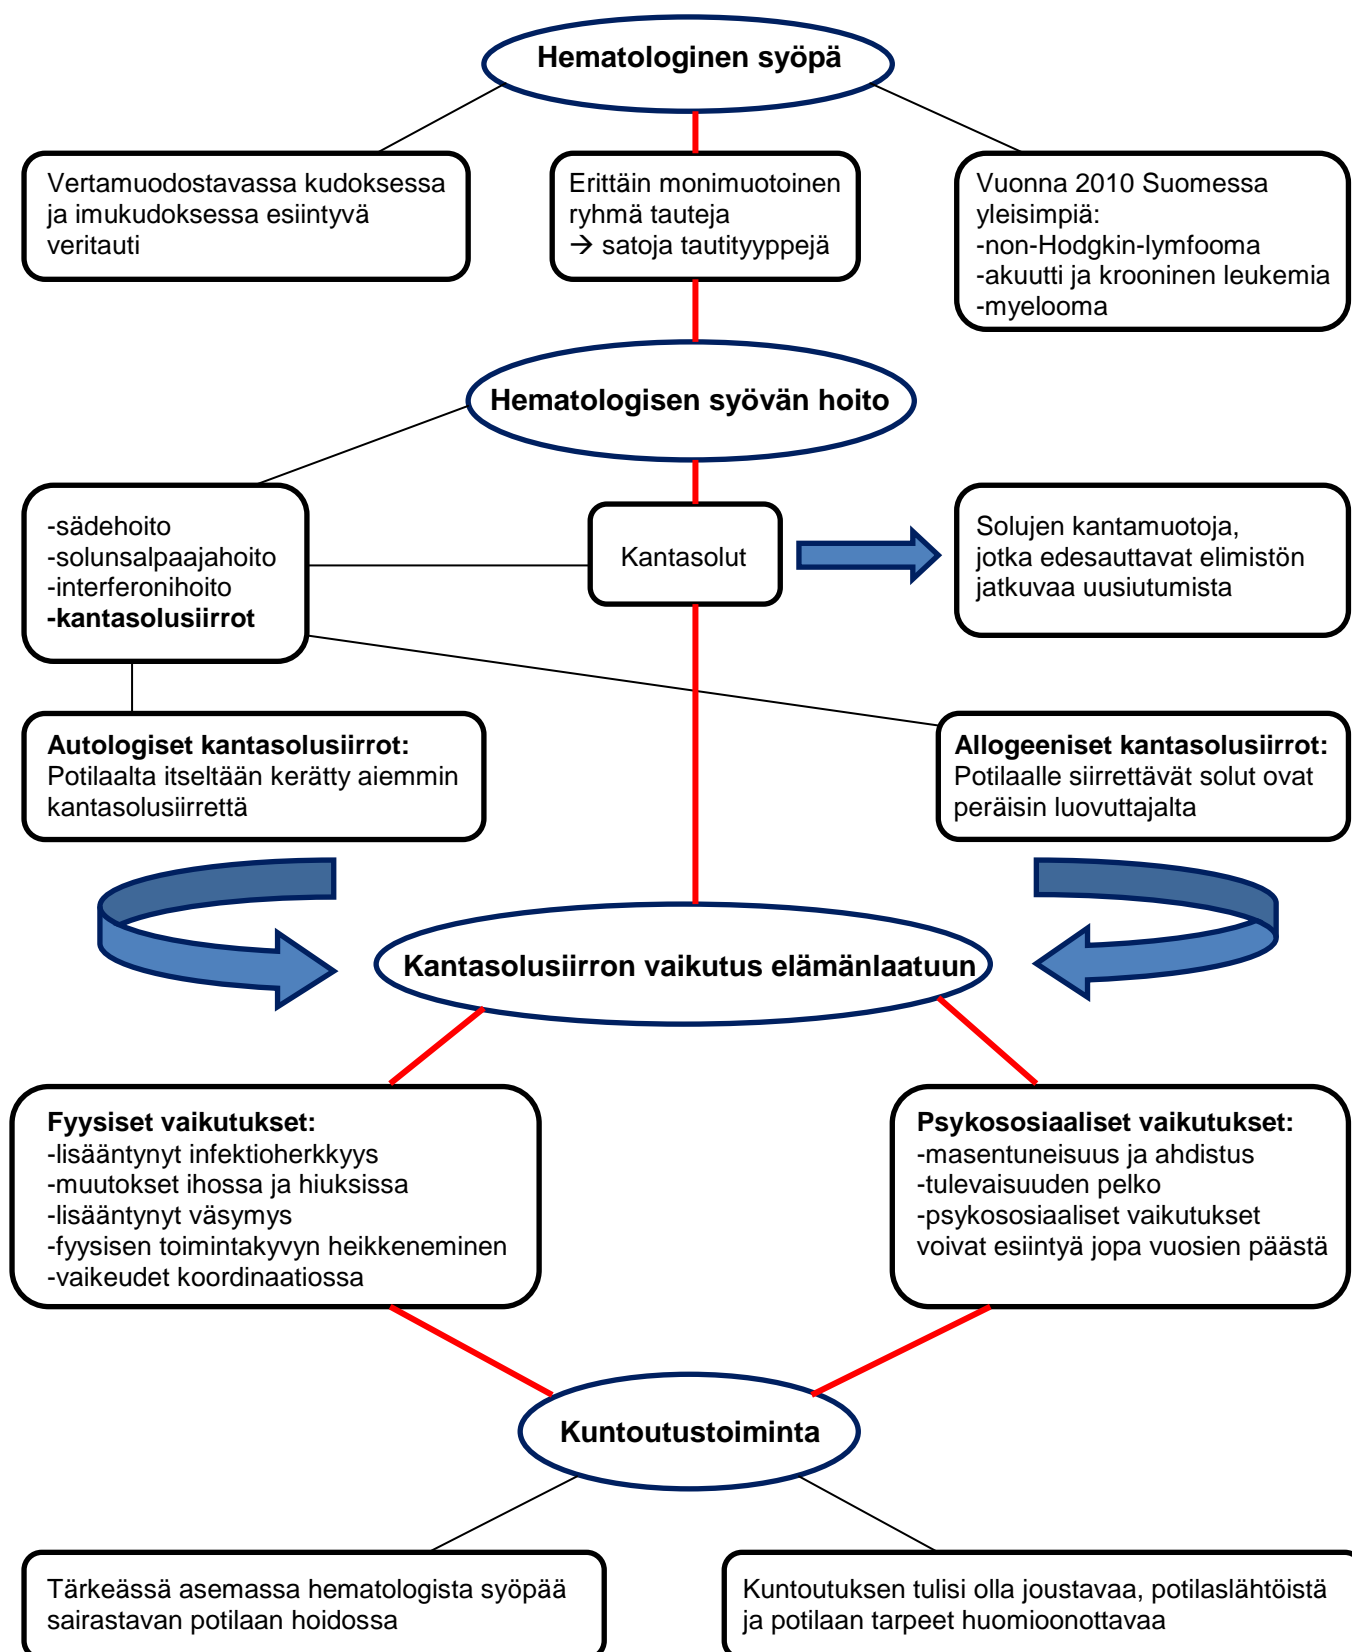 Hematologinen syöpä
Vertamuodostavassa kudoksessa
ja imukudoksessa esiintyvä
veritauti
Erittäin monimuotoinen
ryhmä tauteja
→ satoja tautityyppejä
Vuonna 2010 Suomessa
yleisimpiä:
-non-Hodgkin-lymfooma
-akuutti ja krooninen leukemia
-myelooma
Hematologisen syövän hoito
-sädehoito
-solunsalpaajahoito
-interferonihoito
-kantasolusiirrot
Kantasolut
Solujen kantamuotoja,
jotka edesauttavat elimistön
jatkuvaa uusiutumista
Autologiset kantasolusiirrot:
Potilaalta itseltään kerätty aiemmin
kantasolusiirrettä
Allogeeniset kantasolusiirrot:
Potilaalle siirrettävät solut ovat
peräisin luovuttajalta
Kantasolusiirron vaikutus elämänlaatuun
Fyysiset vaikutukset:
-lisääntynyt infektioherkkyys
-muutokset ihossa ja hiuksissa
-lisääntynyt väsymys
-fyysisen toimintakyvyn heikkeneminen
-vaikeudet koordinaatiossa
Psykososiaaliset vaikutukset:
-masentuneisuus ja ahdistus
-tulevaisuuden pelko
-psykososiaaliset vaikutukset
voivat esiintyä jopa vuosien päästä
Kuntoutustoiminta
Tärkeässä asemassa hematologista syöpää
sairastavan potilaan hoidossa
Kuntoutuksen tulisi olla joustavaa, potilaslähtöistä
ja potilaan tarpeet huomioonottavaa